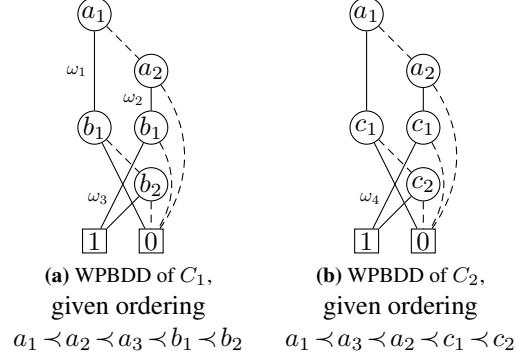 a₁ a₁
ω₁ a₂ a₂
ω₂
b₁ b₁ c₁ c₁
b₂ c₂
ω₃ ω₄
1 0 1 0
(a) WPBDD of C₁, (b) WPBDD of C₂,
given ordering given ordering
a₁≺a₂≺a₃≺b₁≺b₂ a₁≺a₃≺a₂≺c₁≺c₂